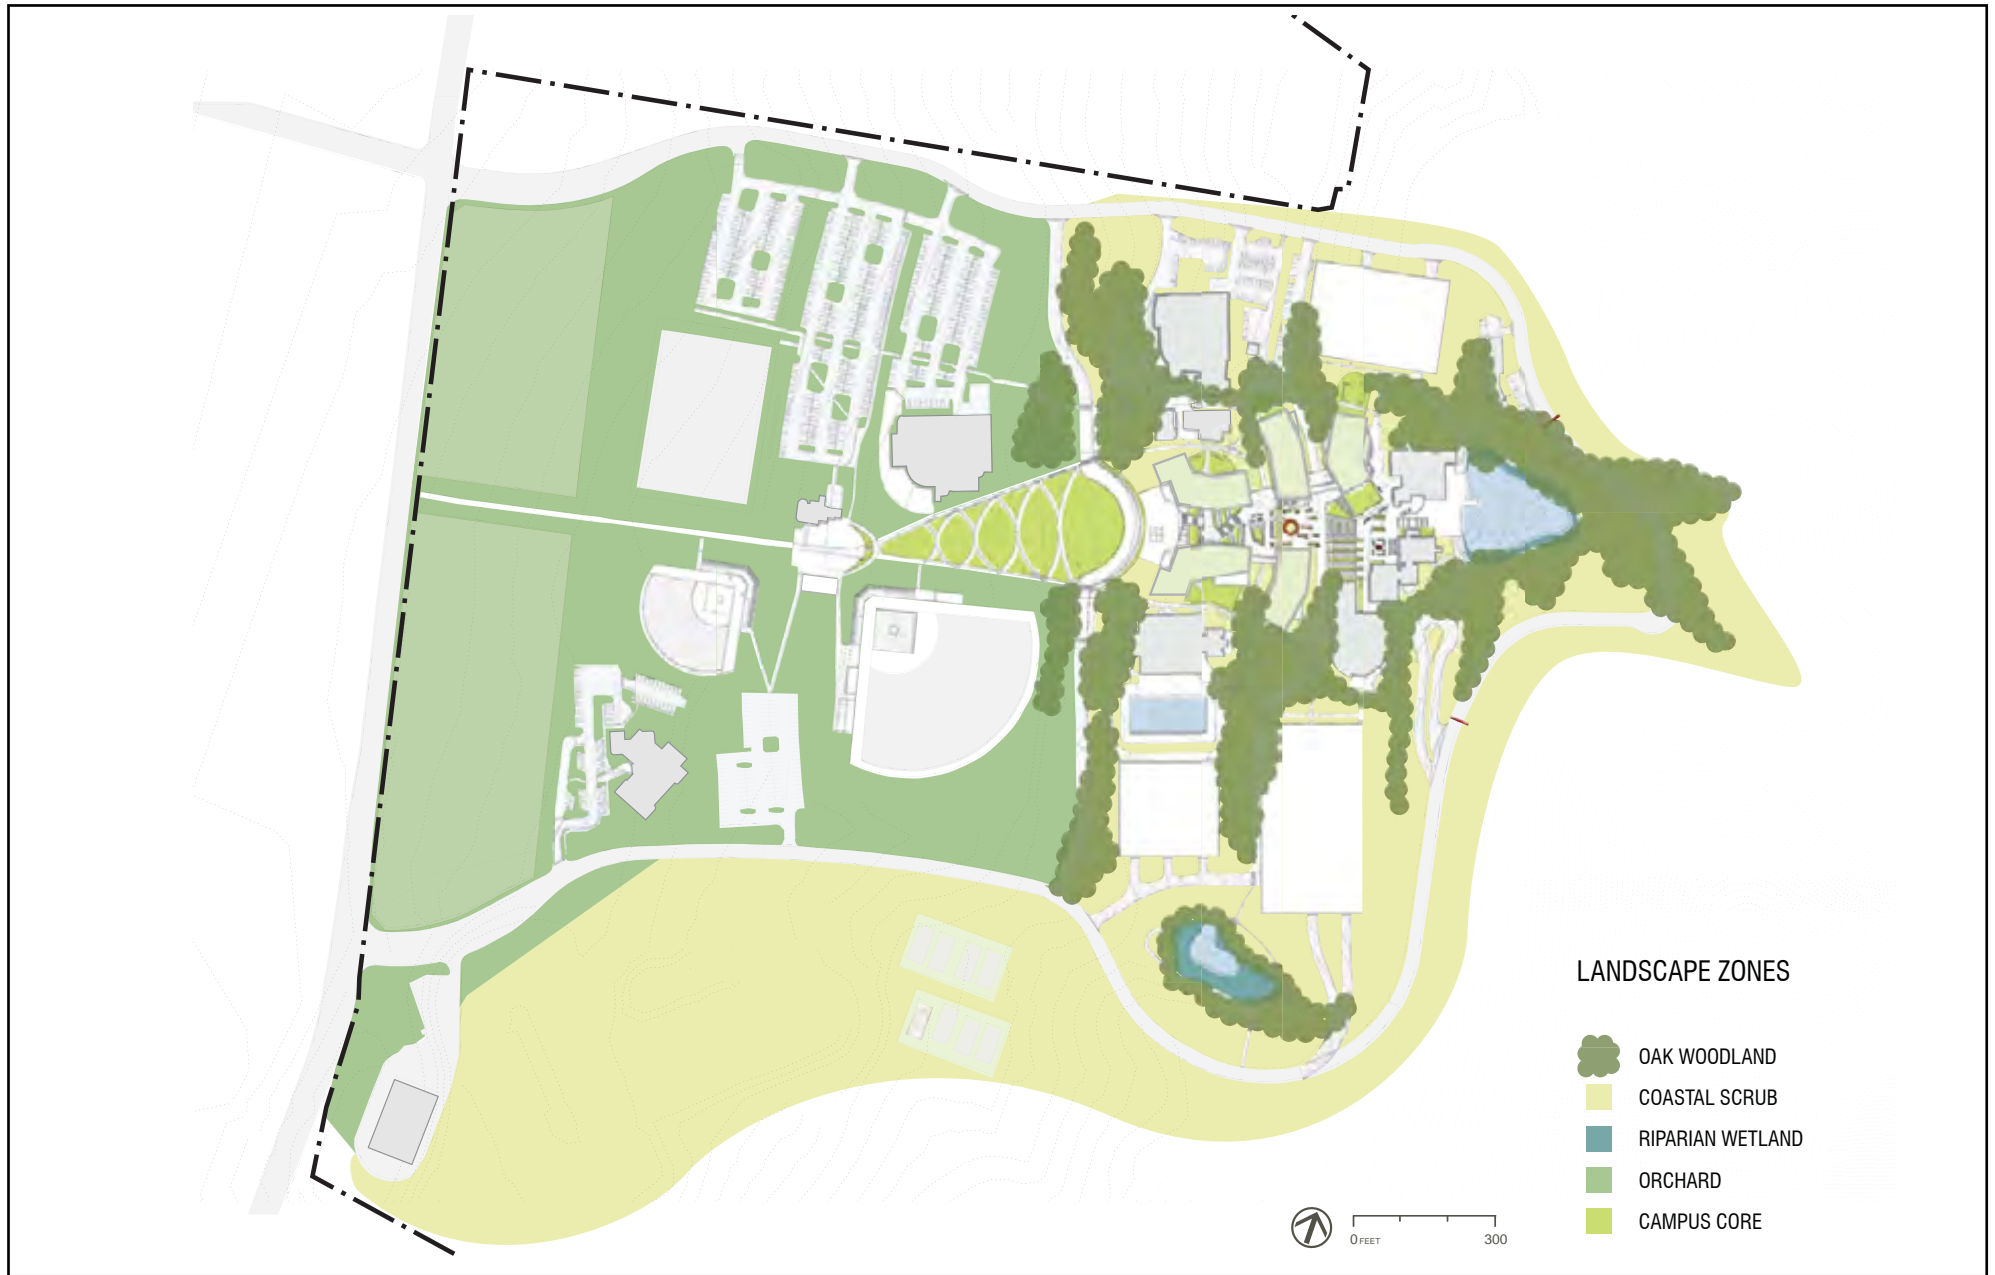 LANDSCAPE ZONES
OAK WOODLAND
COASTAL SCRUB
RIPARIAN WETLAND
ORCHARD
CAMPUS CORE
0 FEET 300